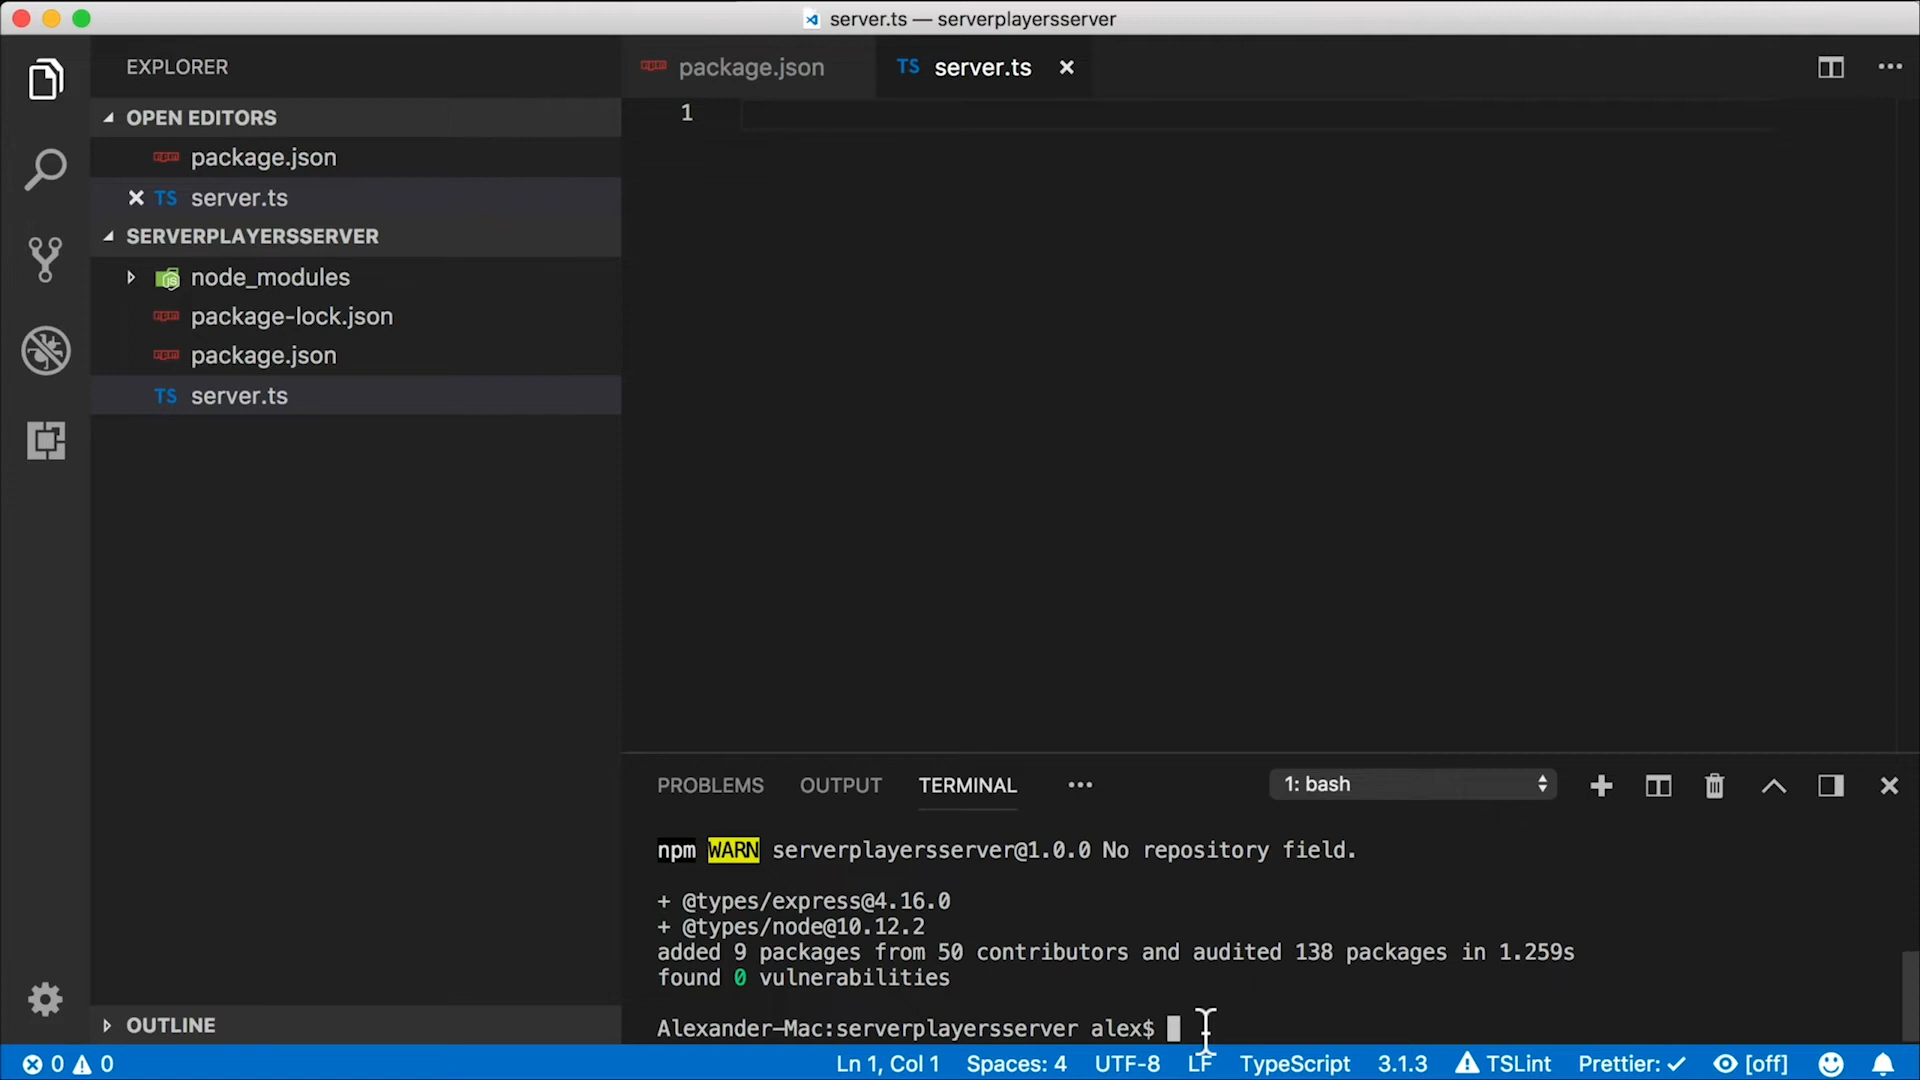 server.ts — serverplayersserver
EXPLORER
OPEN EDITORS
package.json
TS server.ts
SERVERPLAYERSSERVER
node_modules
package-lock.json
package.json
TS server.ts
OUTLINE
package.json
TS server.ts
1
PROBLEMS OUTPUT TERMINAL
1: bash
npm WARN serverplayersserver@1.0.0 No repository field.
+ @types/express@4.16.0
+ @types/node@10.12.2
added 9 packages from 50 contributors and audited 138 packages in 1.259s
found 0 vulnerabilities
Alexander-Mac:serverplayersserver alex$
0 0 Ln 1, Col 1 Spaces: 4 UTF-8 LF TypeScript 3.1.3 TSLint Prettier: ✓ [off]